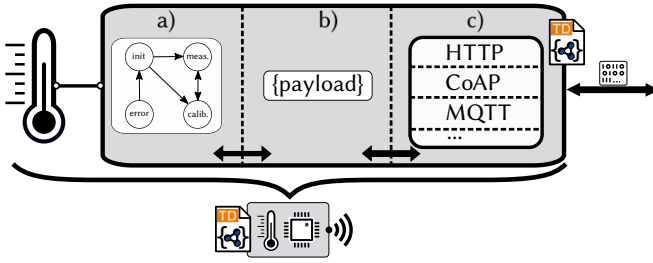 a)
b)
c)
init
meas.
error
calib.
{payload}
HTTP
CoAP
MQTT
...
TD
TD